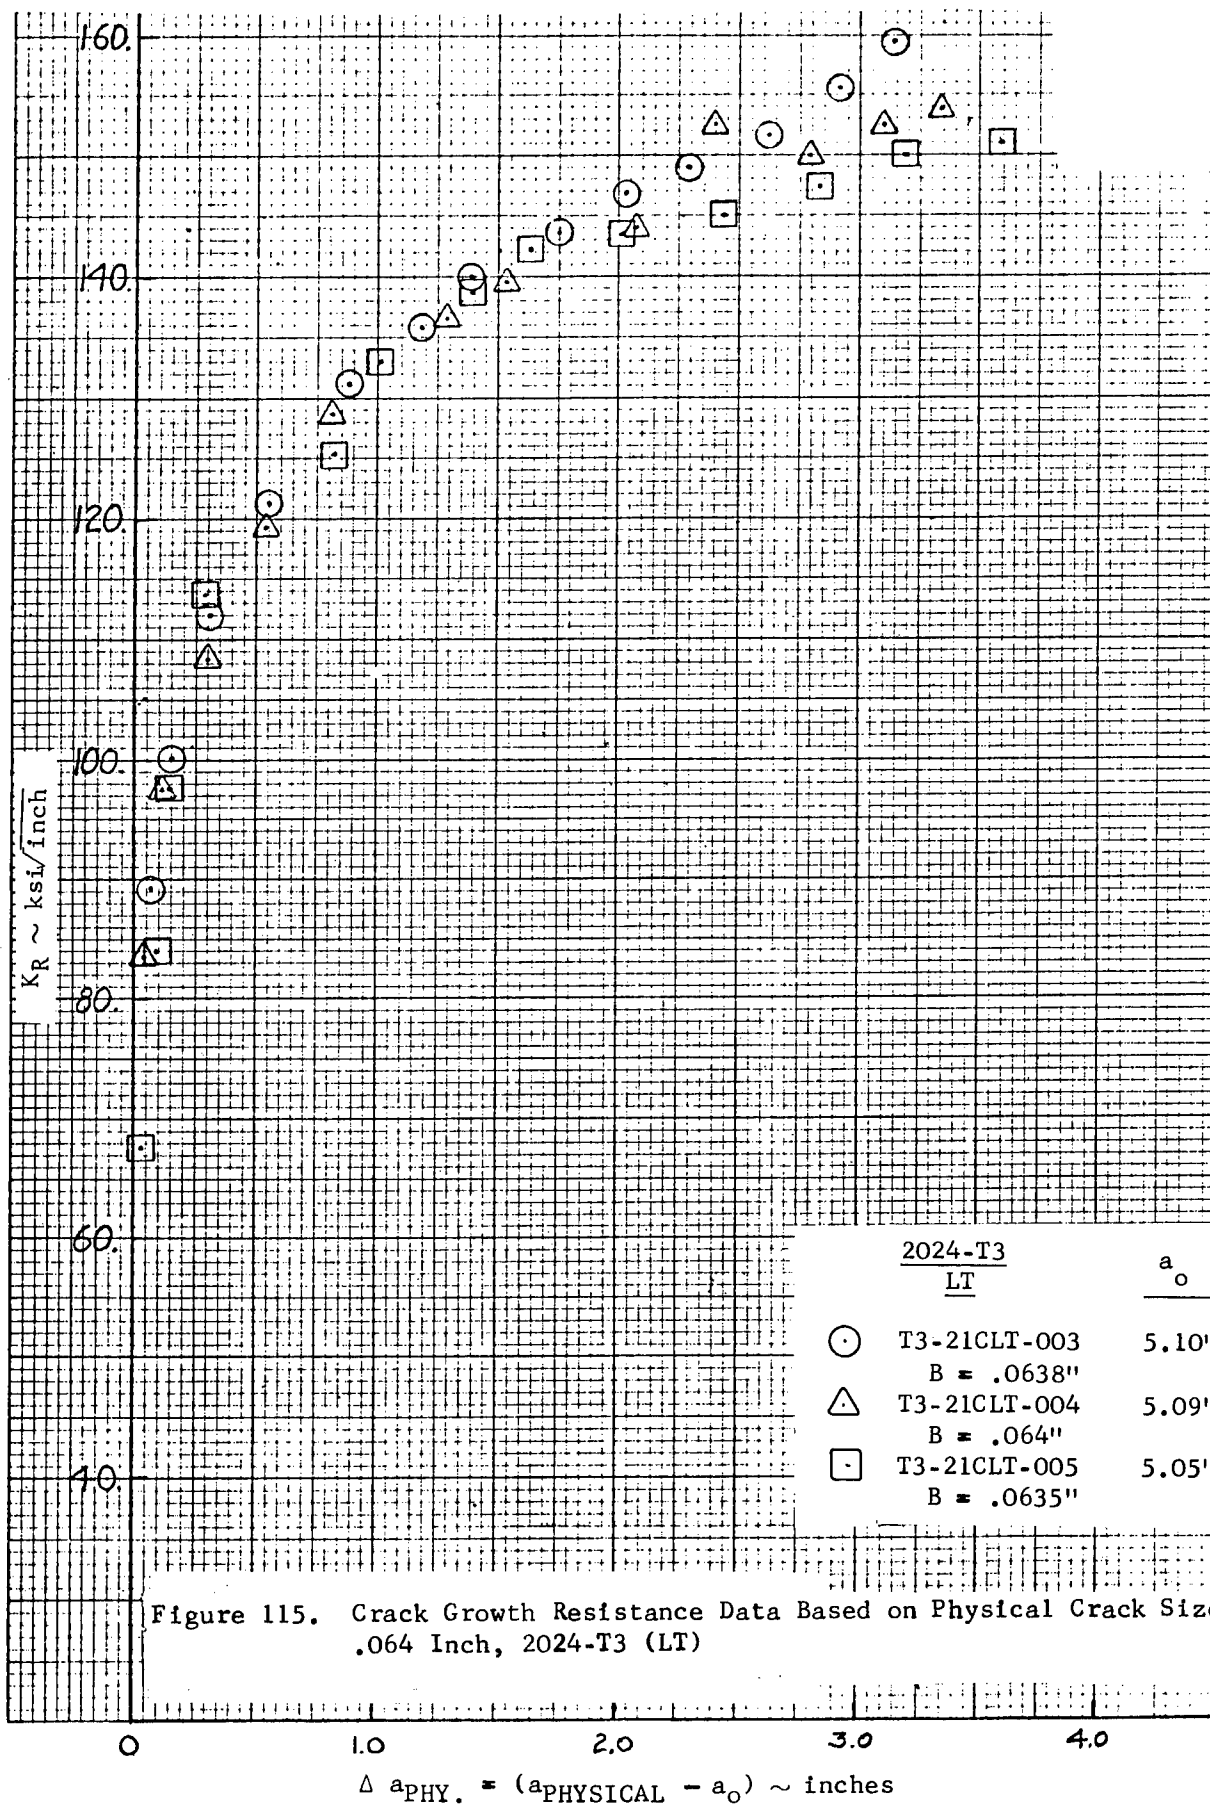 160.
140.
120.
100.
80.
60.
40.
K_R ~ ksi√inch
2024-T3 a_o
LT
T3-21CLT-003 5.10"
B = .0638"
T3-21CLT-004 5.09"
B = .064"
T3-21CLT-005 5.05"
B = .0635"
Figure 115. Crack Growth Resistance Data Based on Physical Crack Size
.064 Inch, 2024-T3 (LT)
0 1.0 2.0 3.0 4.0
Δ a_PHY. = (a_PHYSICAL - a_o) ~ inches